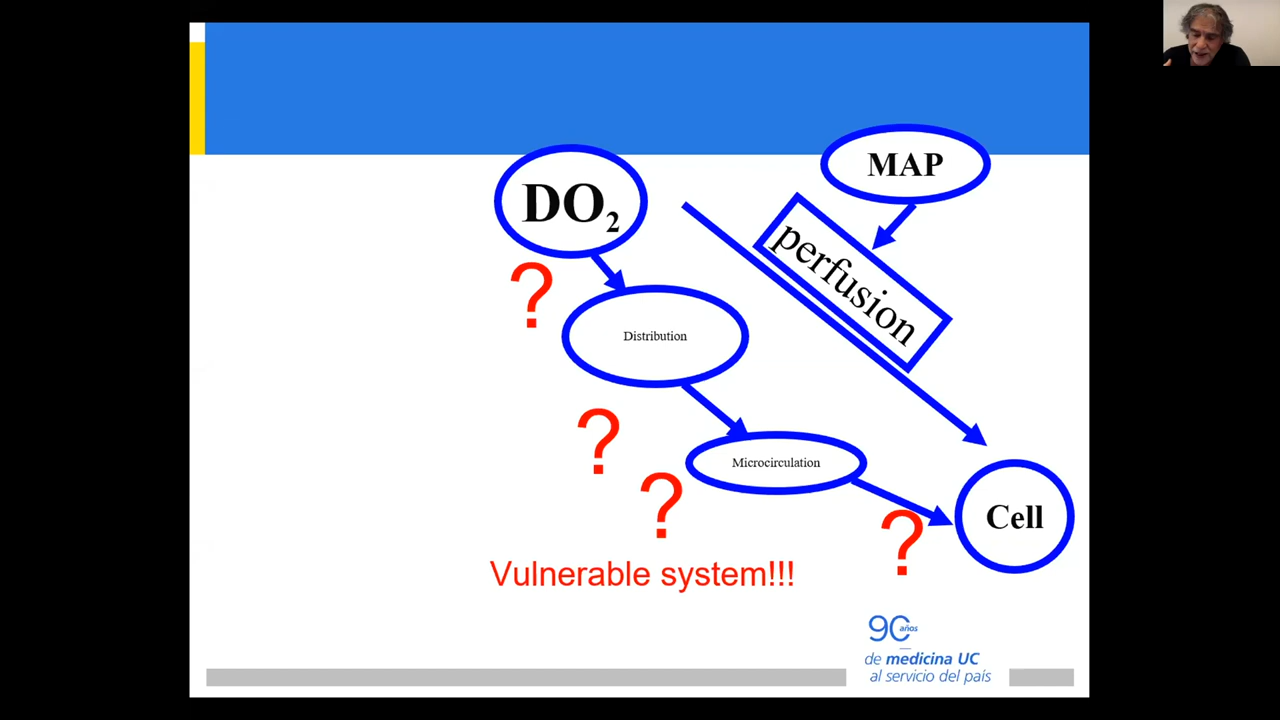 MAP
DO₂
perfusion
?
Distribution
?
Microcirculation
?
Cell
?
Vulnerable system!!!
90 años
de medicina UC
al servicio del país